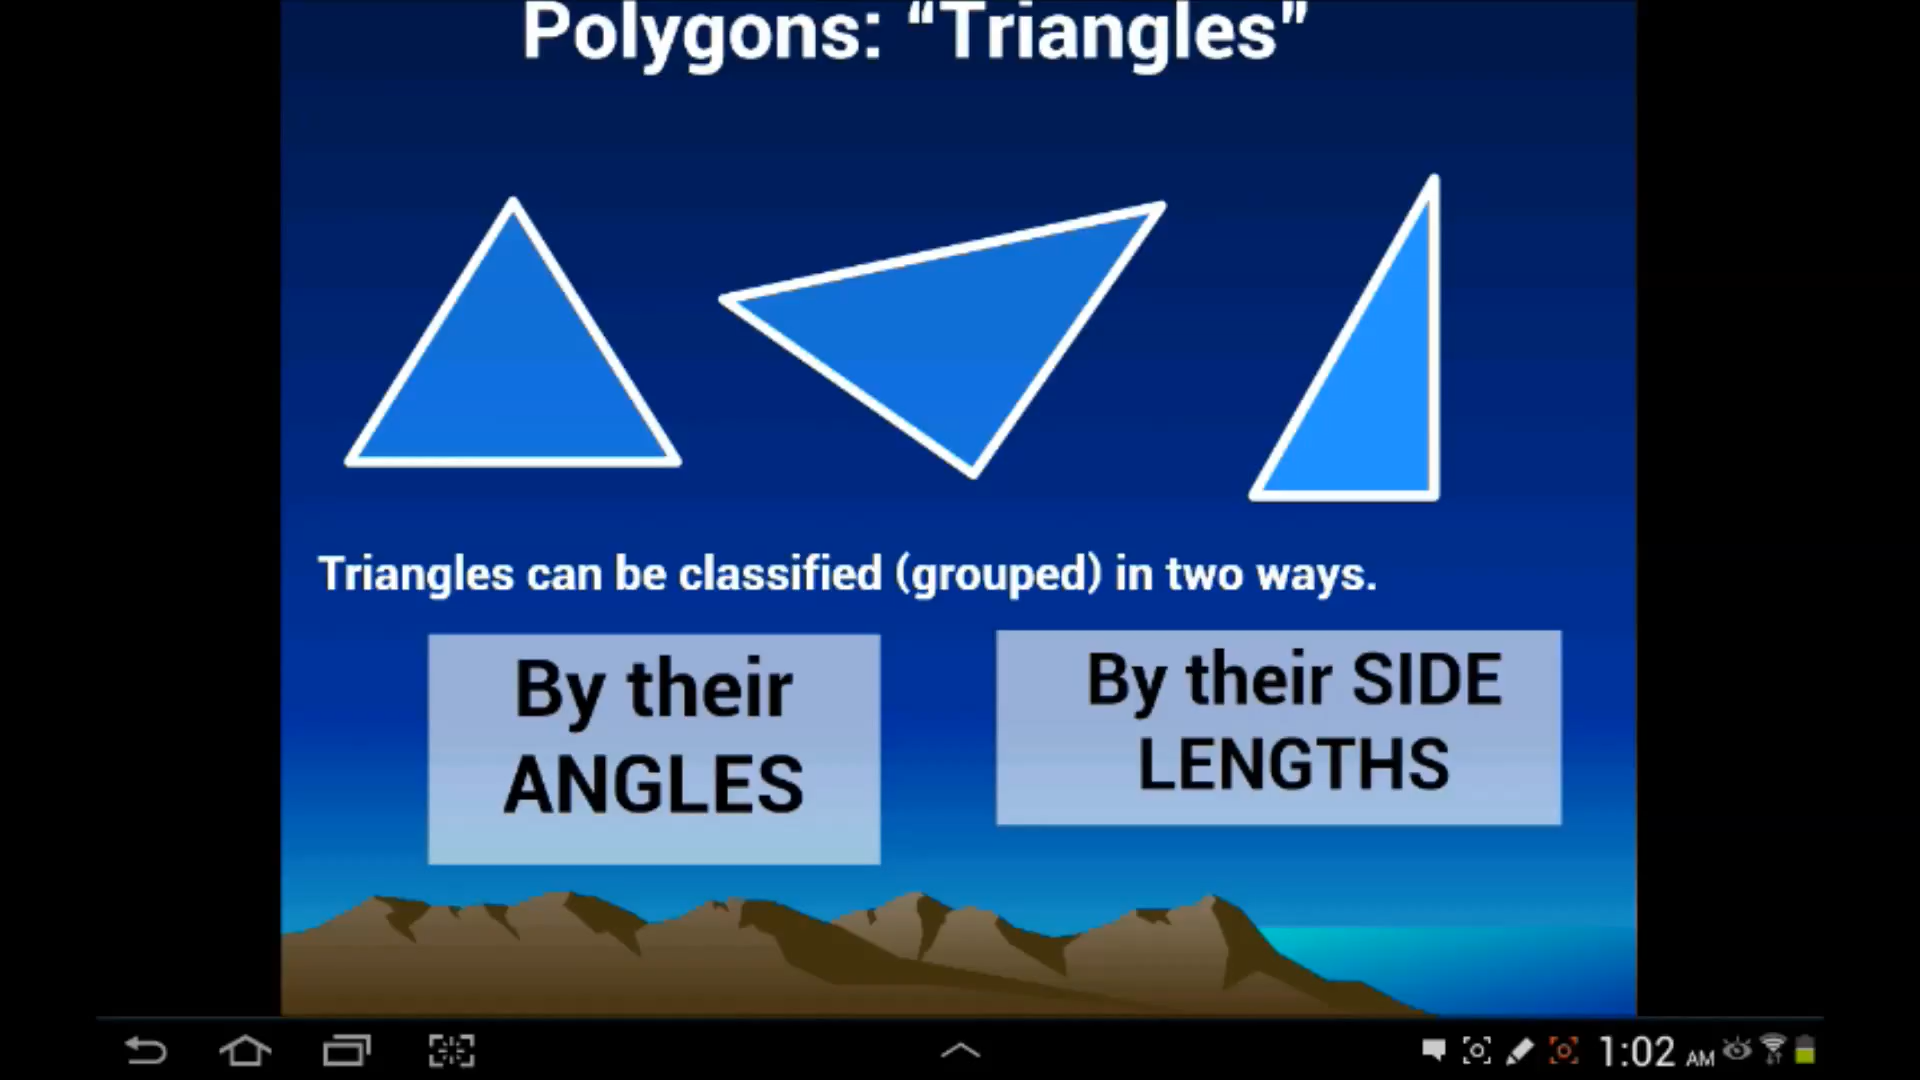 Polygons: “Triangles”
Triangles can be classified (grouped) in two ways.
By their
ANGLES
By their SIDE
LENGTHS
1:02 AM